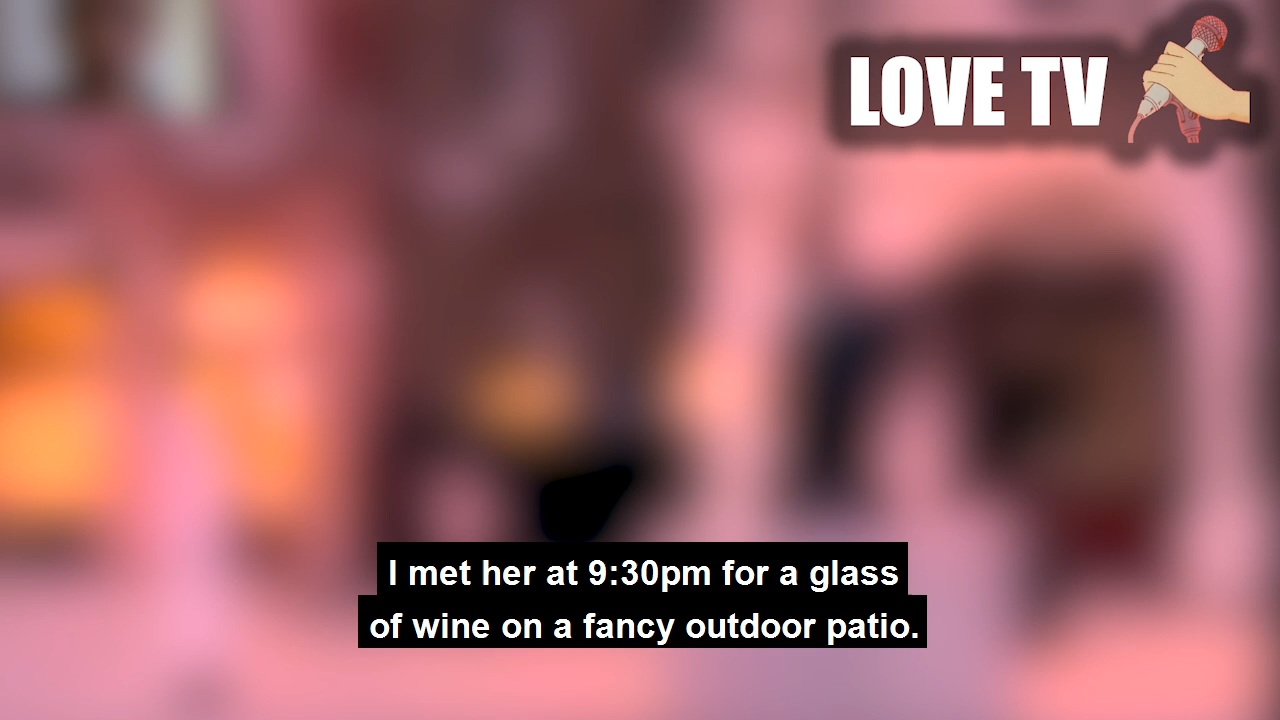 LOVE TV
I met her at 9:30pm for a glass
of wine on a fancy outdoor patio.